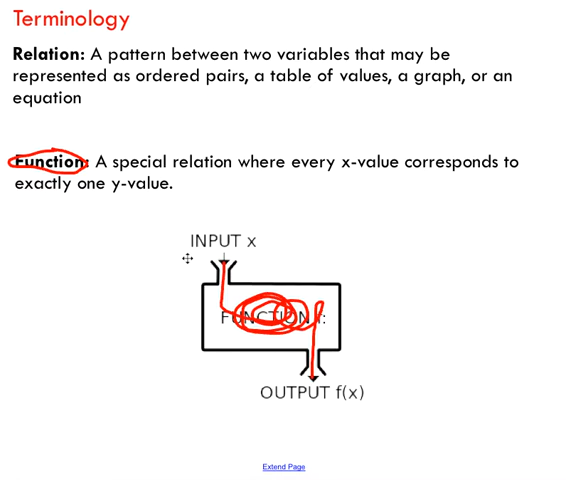 Terminology
Relation: A pattern between two variables that may be
represented as ordered pairs, a table of values, a graph, or an
equation
Function: A special relation where every x-value corresponds to
exactly one y-value.
INPUT x
FUNCTION f:
OUTPUT f(x)
Extend Page